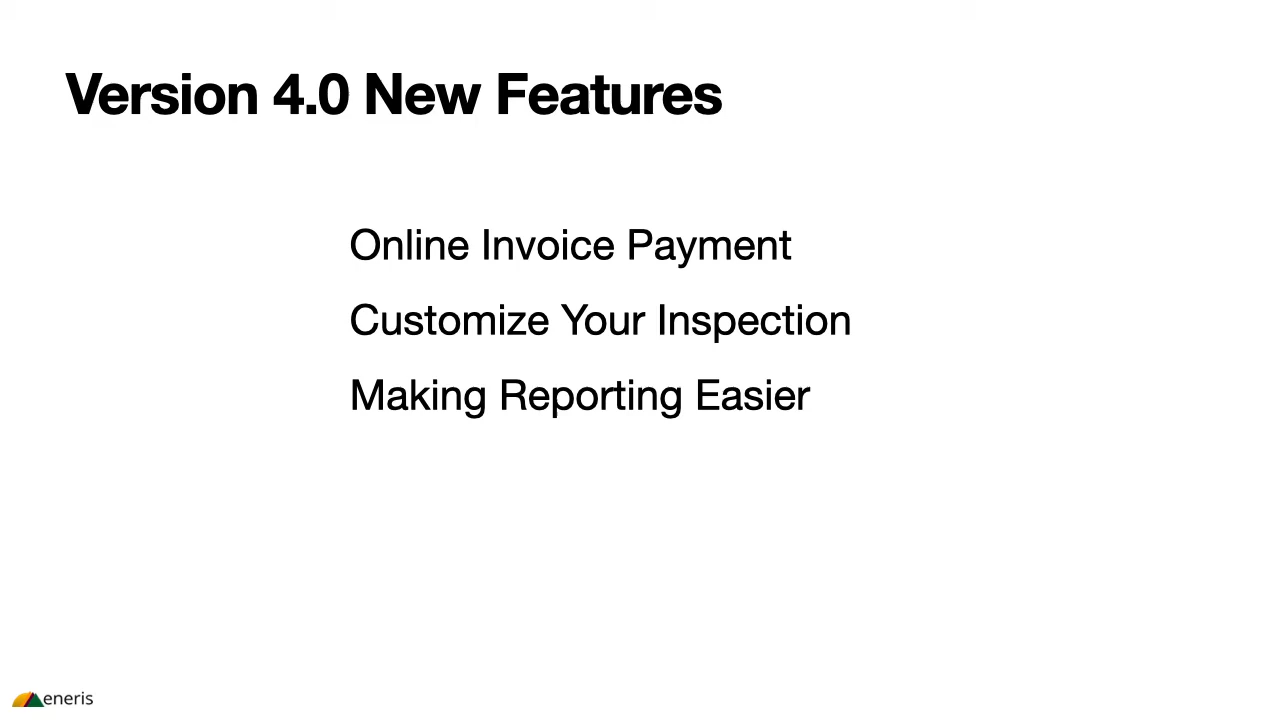 Version 4.0 New Features
Online Invoice Payment
Customize Your Inspection
Making Reporting Easier
eneris